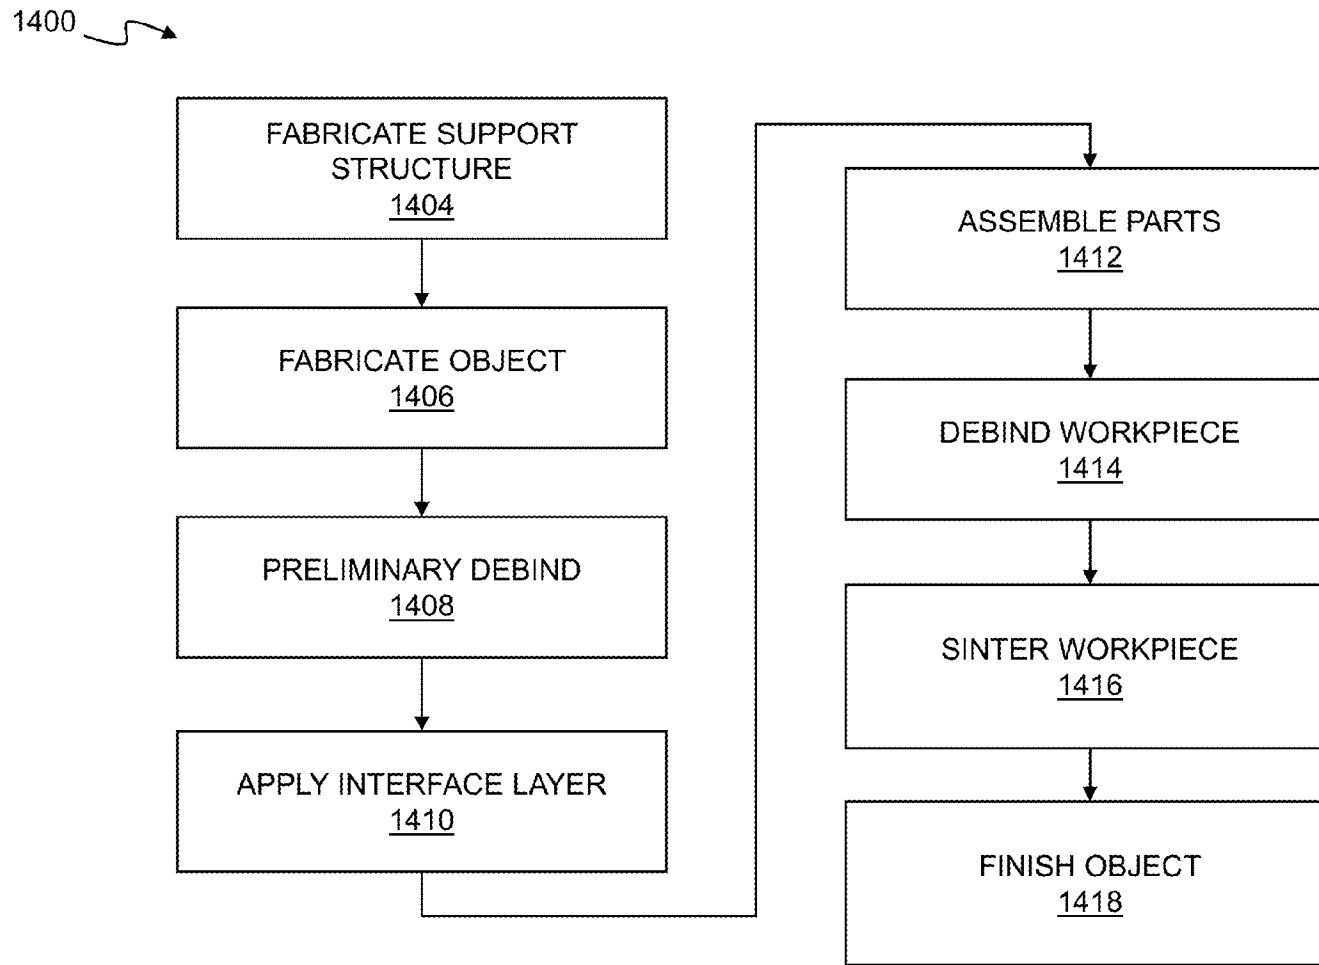 1400
FABRICATE SUPPORT
STRUCTURE
1404
FABRICATE OBJECT
1406
PRELIMINARY DEBIND
1408
APPLY INTERFACE LAYER
1410
ASSEMBLE PARTS
1412
DEBIND WORKPIECE
1414
SINTER WORKPIECE
1416
FINISH OBJECT
1418